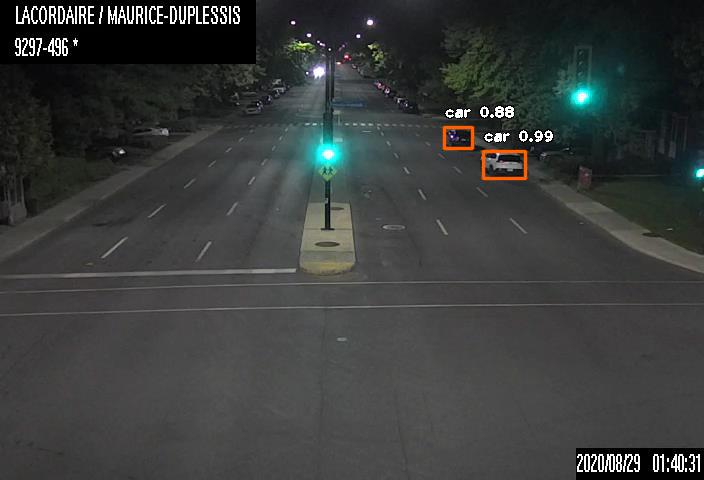 LACORDAIRE / MAURICE-DUPLESSIS
9297-496 *
car 0.88
car 0.99
2020/08/29 01:40:31